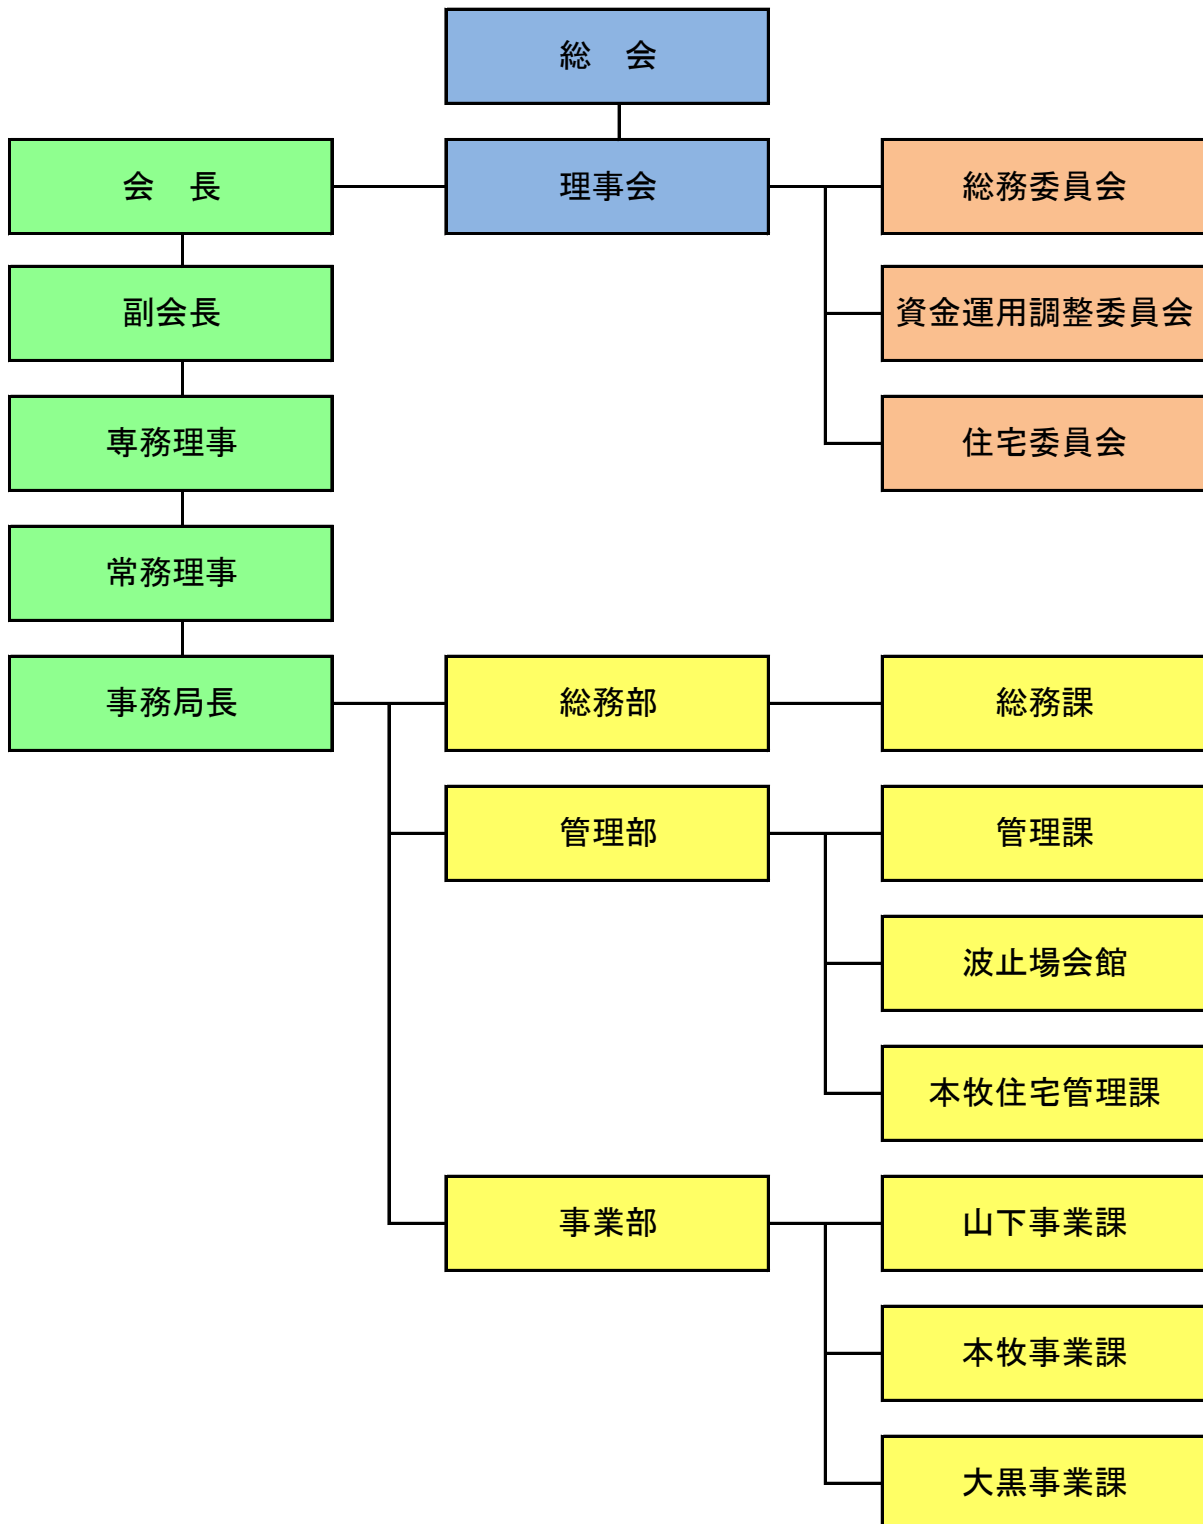 総　会
会　長
理事会
総務委員会
副会長
資金運用調整委員会
専務理事
住宅委員会
常務理事
事務局長
総務部
総務課
管理部
管理課
波止場会館
本牧住宅管理課
事業部
山下事業課
本牧事業課
大黒事業課